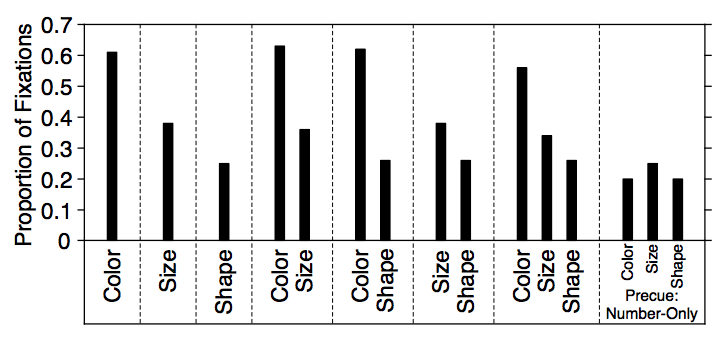 Proportion of Fixations
0.7
0.6
0.5
0.4
0.3
0.2
0.1
0
Color
Size
Shape
Color
Size
Color
Shape
Size
Shape
Color
Size
Shape
Color
Size
Shape
Precue:
Number-Only